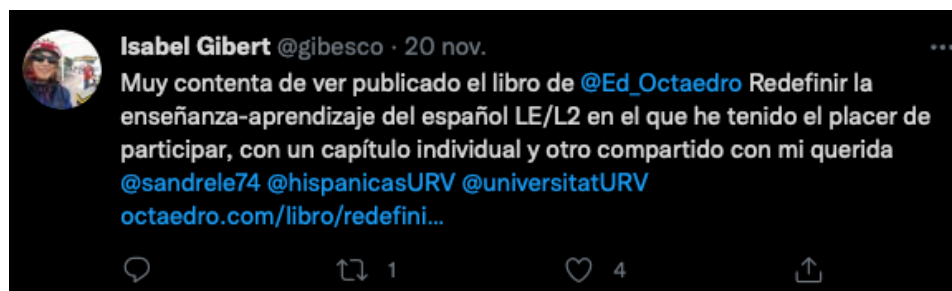 Isabel Gibert @gibesco · 20 nov.
Muy contenta de ver publicado el libro de @Ed_Octaedro Redefinir la
enseñanza-aprendizaje del español LE/L2 en el que he tenido el placer de
participar, con un capítulo individual y otro compartido con mi querida
@sandrele74 @hispanicasURV @universitatURV
octaedro.com/libro/redefini...
1 4